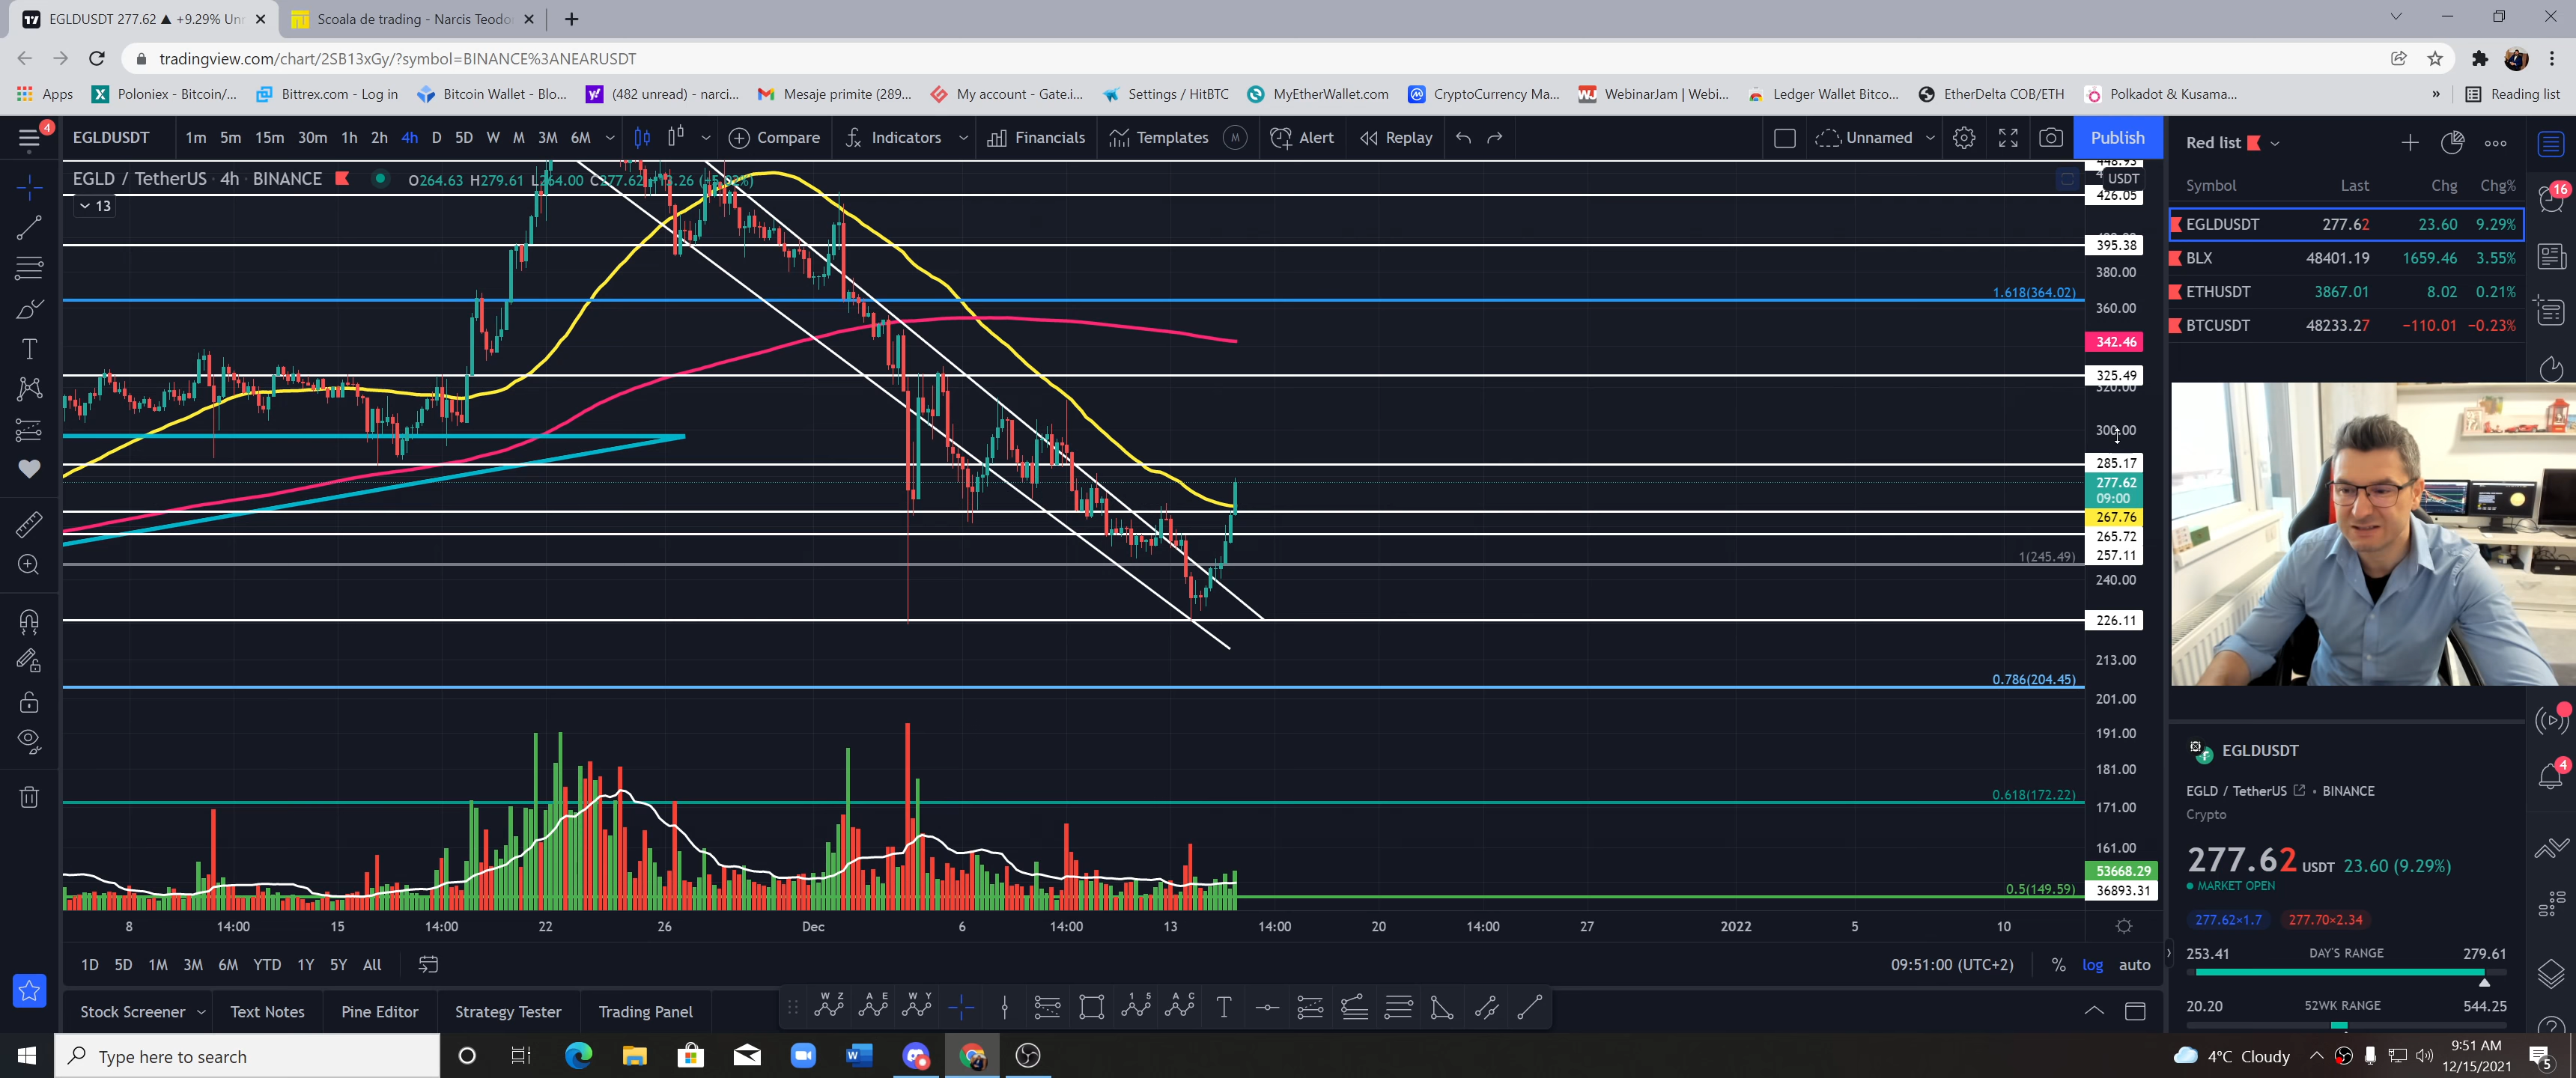 EGLDUSDT 277.62 ▲ +9.29% Un
Scoala de trading - Narcis Teodo
tradingview.com/chart/2SB13xGy/?symbol=BINANCE%3ANEARUSDT
Apps
Poloniex - Bitcoin/...
Bittrex.com - Log in
Bitcoin Wallet - Blo...
(482 unread) - narci...
Mesaje primite (289...
My account - Gate.i...
Settings / HitBTC
MyEtherWallet.com
CryptoCurrency Ma...
WebinarJam | Webi...
Ledger Wallet Bitco...
EtherDelta COB/ETH
Polkadot & Kusama...
»
Reading list
4
EGLDUSDT
1m 5m 15m 30m 1h 2h 4h D 5D W M 3M 6M
Compare
Indicators
Financials
Templates
M
Alert
Replay
Unnamed
Publish
Red list
EGLD / TetherUS · 4h · BINANCE
O264.63 H279.61 L264.00 C277.62
13
Symbol Last Chg Chg%
EGLDUSDT 277.62 23.60 9.29%
BLX 48401.19 1659.46 3.55%
ETHUSDT 3867.01 8.02 0.21%
BTCUSDT 48233.27 −110.01 −0.23%
16
448.93
USDT
426.05
395.38
380.00
1.618(364.02)
360.00
342.46
325.49
320.00
300.00
285.17
277.62
09:00
267.76
265.72
1(245.49)
257.11
240.00
226.11
213.00
0.786(204.45)
201.00
191.00
181.00
0.618(172.22)
171.00
161.00
53668.29
0.5(149.59)
36893.31
8 14:00 15 14:00 22 26 Dec 6 14:00 13 14:00 20 14:00 27 2022 5 10
1D 5D 1M 3M 6M YTD 1Y 5Y All
09:51:00 (UTC+2)
% log auto
Stock Screener
Text Notes
Pine Editor
Strategy Tester
Trading Panel
W Z
A E
W Y
1 5
A C
EGLDUSDT
EGLD / TetherUS
• BINANCE
Crypto
4
277.62 USDT 23.60 (9.29%)
MARKET OPEN
277.62×1.7
277.70×2.34
253.41 DAY'S RANGE 279.61
20.20 52WK RANGE 544.25
Type here to search
4°C Cloudy
9:51 AM
12/15/2021
5